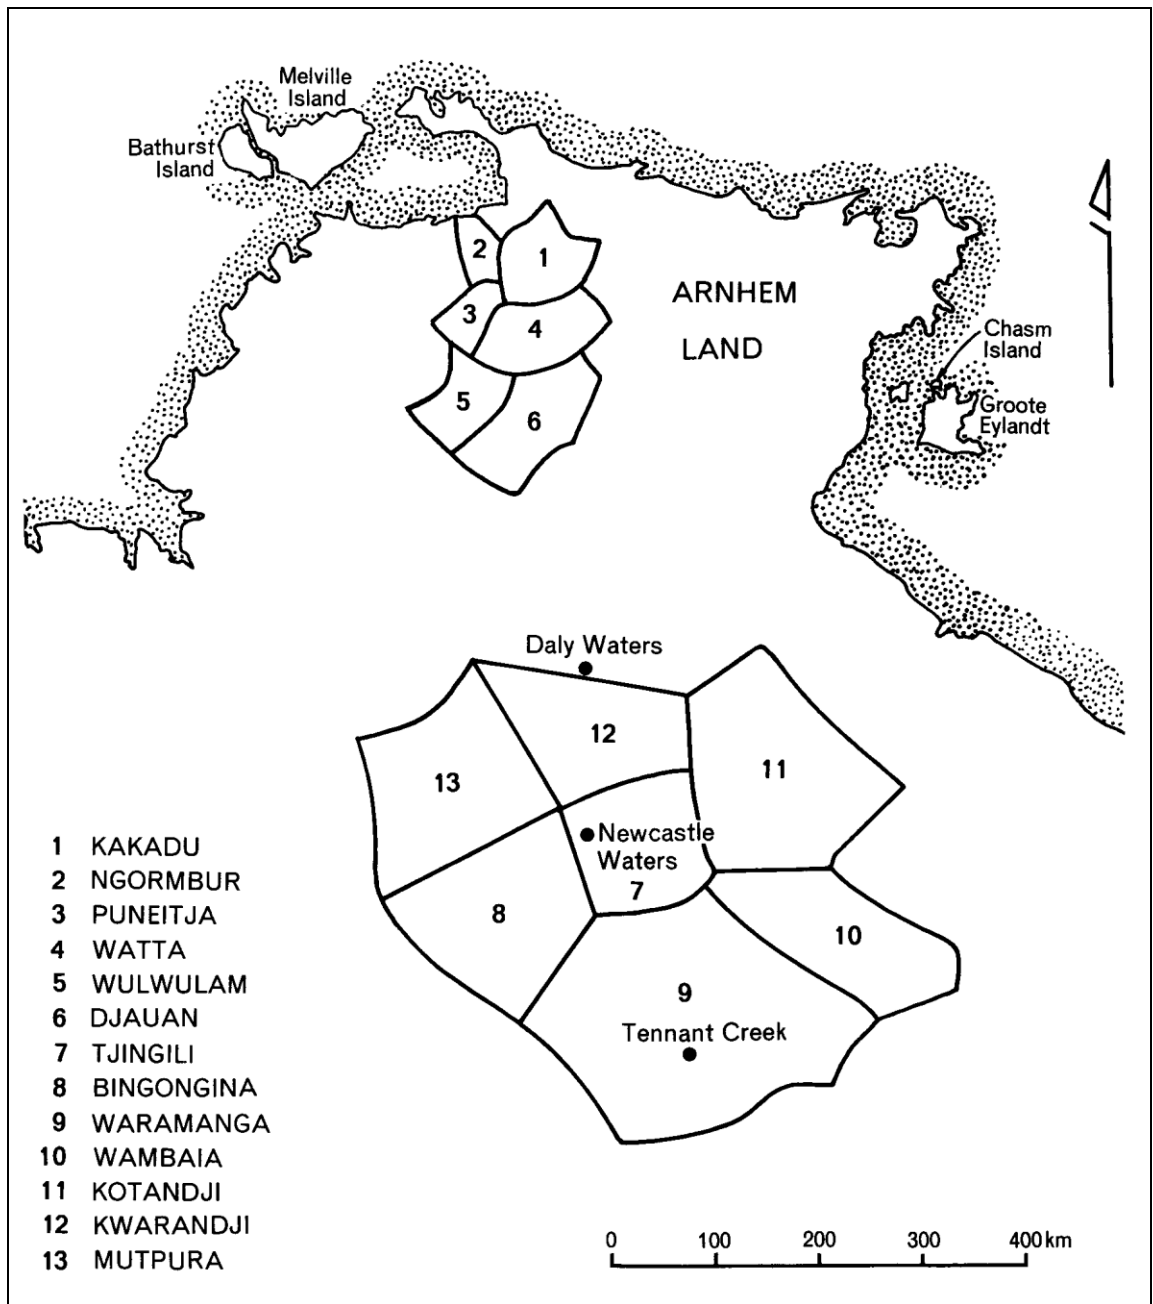 Melville
Island
Bathurst
Island
2
1
3
4
ARNHEM
LAND
Chasm
Island
Groote
Eylandt
5
6
Daly Waters
12
13
11
Newcastle
Waters
7
8
10
9
Tennant Creek
1 KAKADU
2 NGORMBUR
3 PUNEITJA
4 WATTA
5 WULWULAM
6 DJAUAN
7 TJINGILI
8 BINGONGINA
9 WARAMANGA
10 WAMBAIA
11 KOTANDJI
12 KWARANDJI
13 MUTPURA
0 100 200 300 400 km